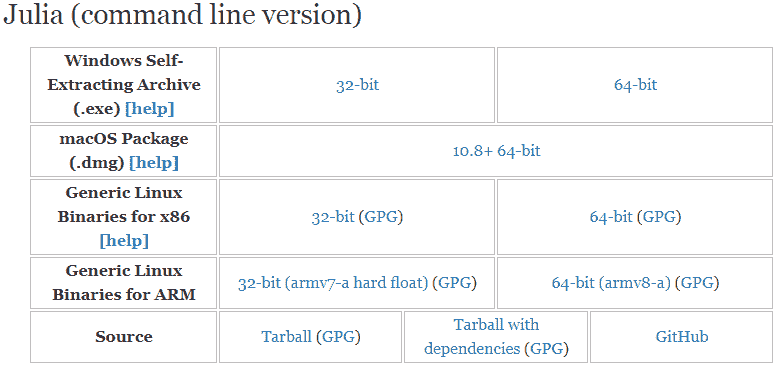 Julia (command line version)
Windows Self-
Extracting Archive
(.exe) [help]
32-bit
64-bit
macOS Package
(.dmg) [help]
10.8+ 64-bit
Generic Linux
Binaries for x86
[help]
32-bit (GPG)
64-bit (GPG)
Generic Linux
Binaries for ARM
32-bit (armv7-a hard float) (GPG)
64-bit (armv8-a) (GPG)
Source
Tarball (GPG)
Tarball with
dependencies (GPG)
GitHub